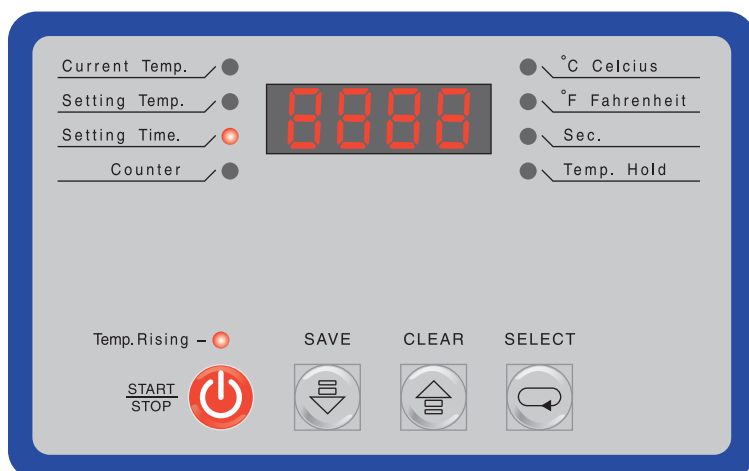 Current Temp.
Setting Temp.
Setting Time.
Counter
8888
°C Celcius
°F Fahrenheit
Sec.
Temp. Hold
Temp. Rising –
START
STOP
SAVE
CLEAR
SELECT